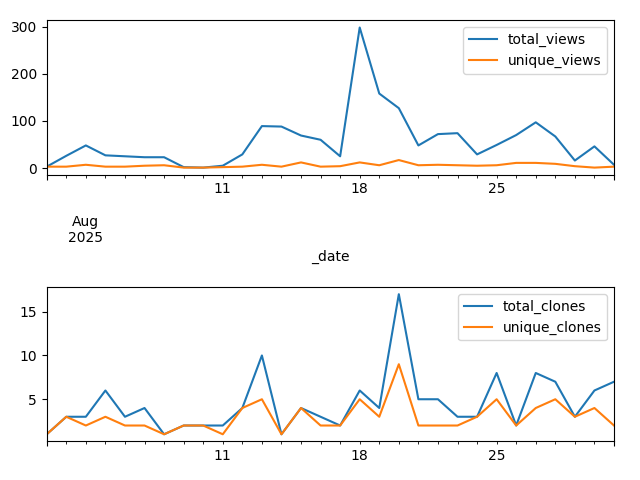 300
200
100
0
total_views
unique_views
11
18
25
Aug
2025
_date
15
10
5
total_clones
unique_clones
11
18
25